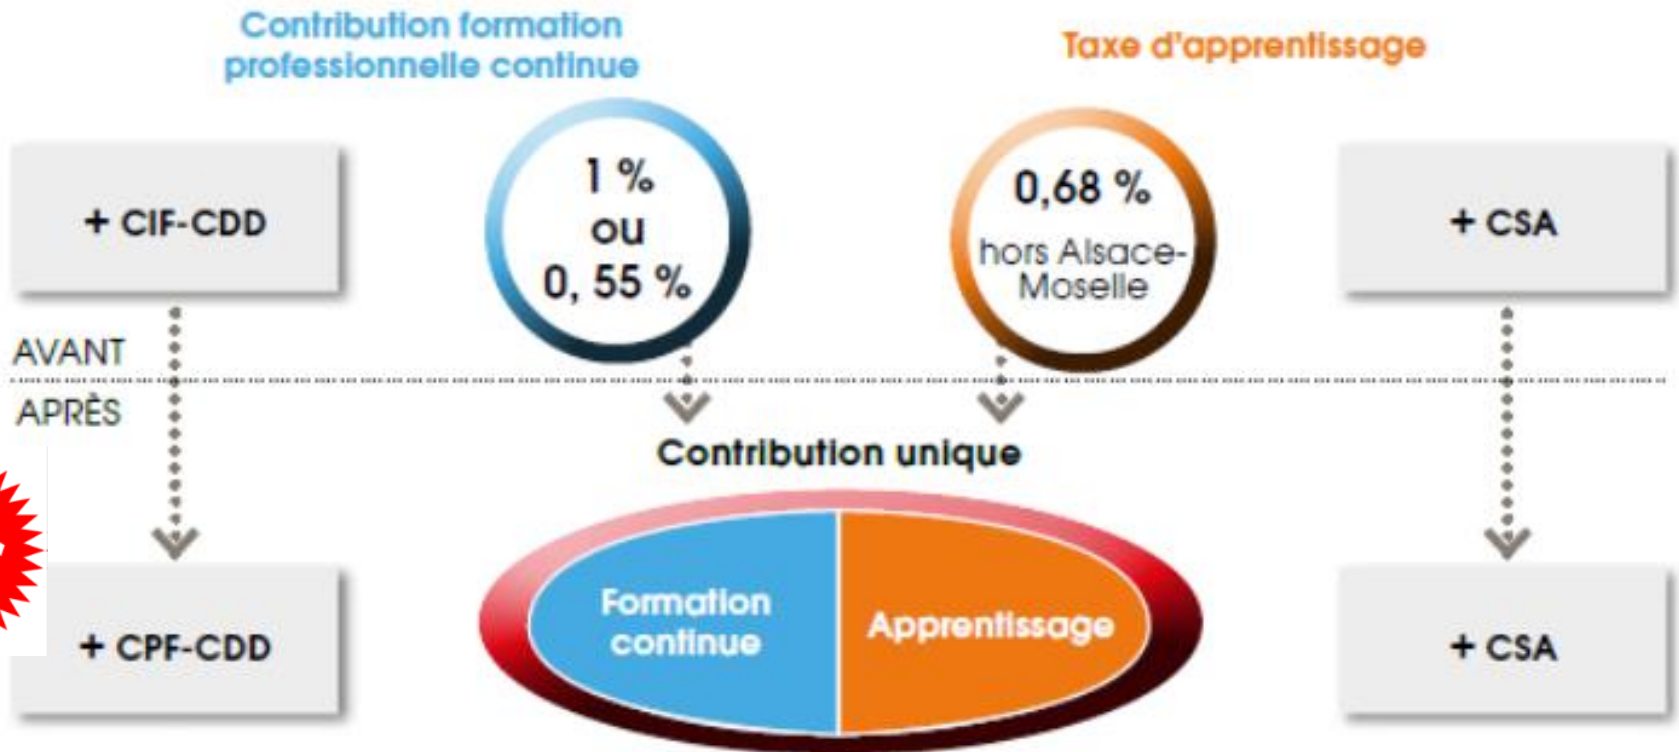 Contribution formation
professionnelle continue
Taxe d'apprentissage
+ CIF-CDD
1 %
ou
0, 55 %
0,68 %
hors Alsace-
Moselle
+ CSA
AVANT
APRÈS
Contribution unique
Formation
continue
Apprentissage
+ CPF-CDD
+ CSA